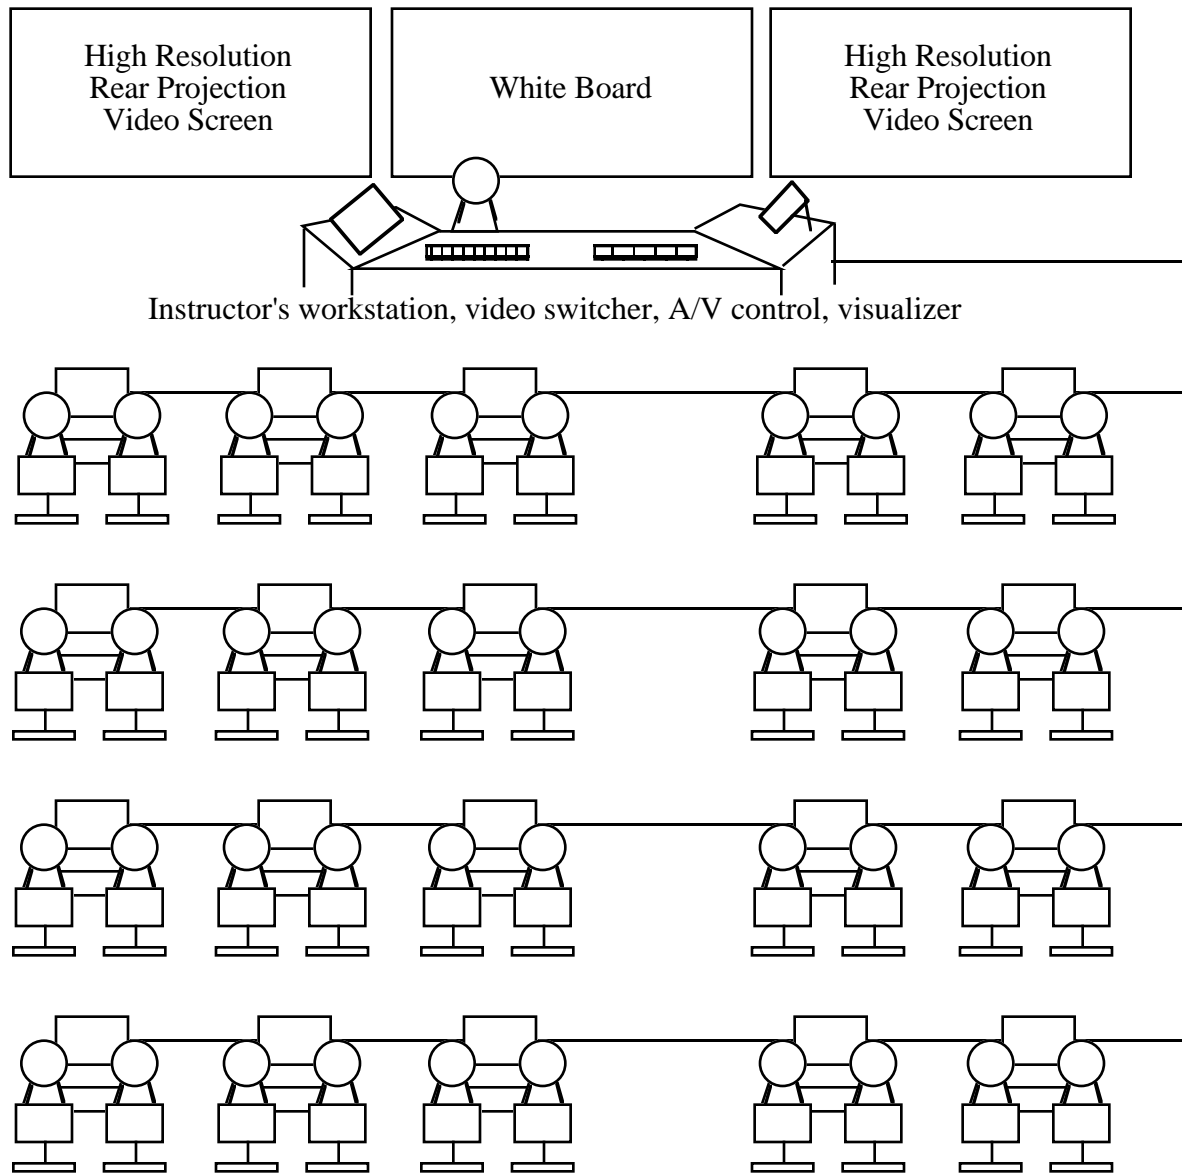 High Resolution
Rear Projection
Video Screen
White Board
High Resolution
Rear Projection
Video Screen
Instructor's workstation, video switcher, A/V control, visualizer